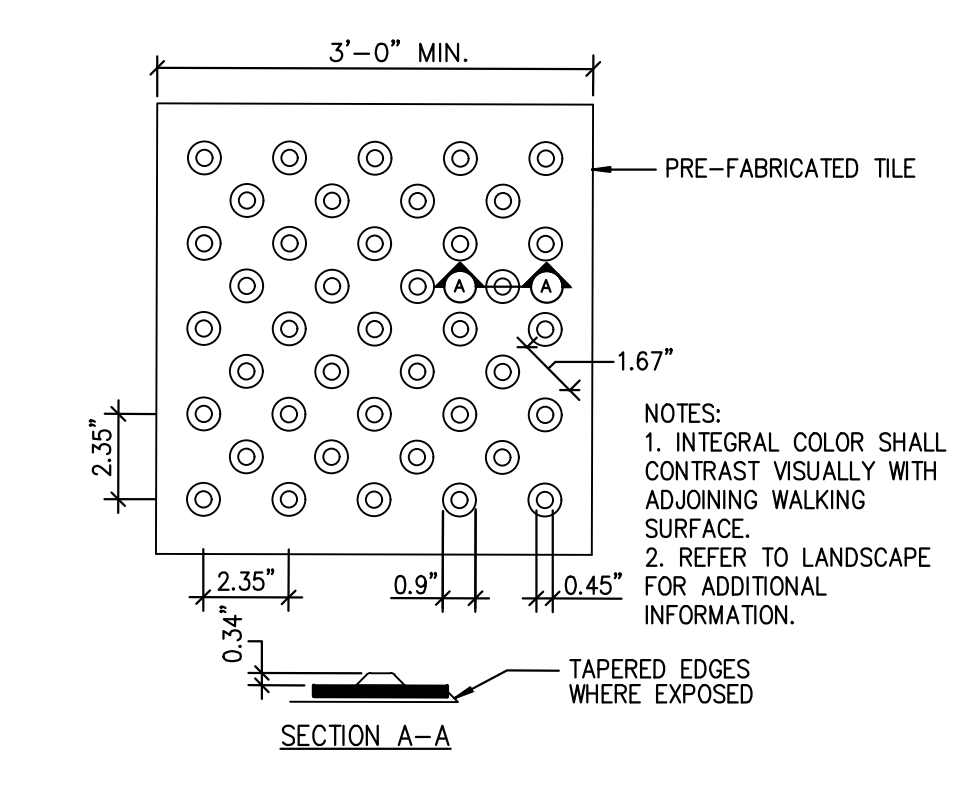 3'-0" MIN.
PRE-FABRICATED TILE
A A
1.67"
2.35"
NOTES:
1. INTEGRAL COLOR SHALL
CONTRAST VISUALLY WITH
ADJOINING WALKING
SURFACE.
2. REFER TO LANDSCAPE
FOR ADDITIONAL
INFORMATION.
2.35"
0.9"
0.45"
0.34"
TAPERED EDGES
WHERE EXPOSED
SECTION A-A